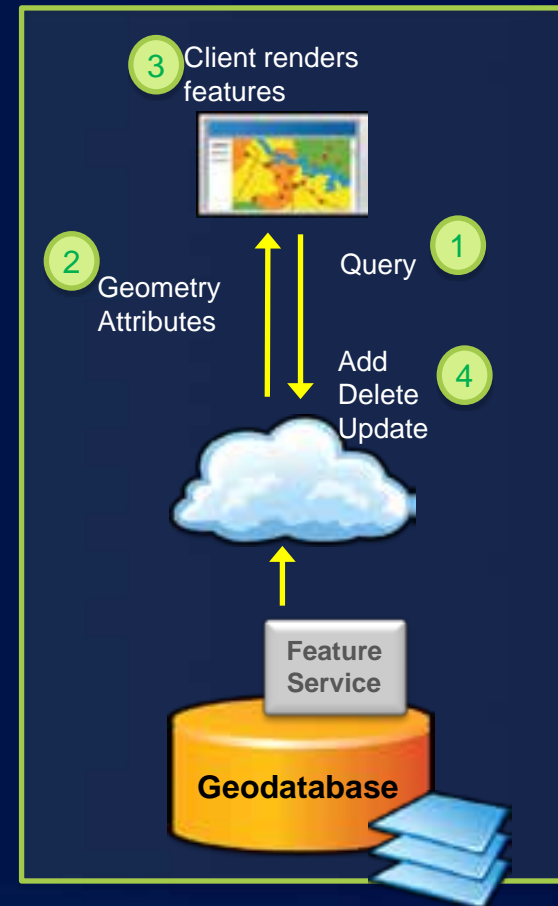 3
Client renders
features
1
Query
2
Geometry
Attributes
Add
Delete
Update
4
Feature
Service
Geodatabase